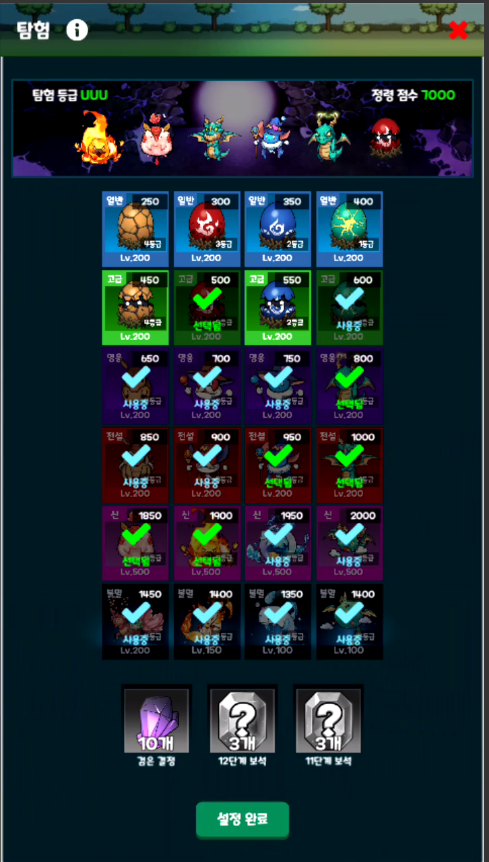 탐험 i
탐험 등급 UUU 정령 점수 7000
일반 250 일반 300 일반 350 일반 400
4등급 3등급 2등급 1등급
Lv.200 Lv.200 Lv.200 Lv.200
고급 450 고급 500 고급 550 고급 600
4등급 선택됨 2등급 사용중
Lv.200 Lv.200 Lv.200 Lv.200
영웅 650 영웅 700 영웅 750 영웅 800
사용중 사용중 사용중 선택됨
Lv.200 Lv.200 Lv.200 Lv.200
전설 850 전설 900 전설 950 전설 1000
사용중 사용중 선택됨 선택됨
Lv.200 Lv.200 Lv.200 Lv.200
신 1850 신 1900 신 1950 신 2000
선택됨 선택됨 사용중 사용중
Lv.500 Lv.500 Lv.500 Lv.500
불멸 1450 불멸 1400 불멸 1350 불멸 1400
사용중 사용중 사용중 사용중
Lv.200 Lv.150 Lv.100 Lv.100
10개 ? 3개 ? 3개
검은 결정 12단계 보석 11단계 보석
설정 완료